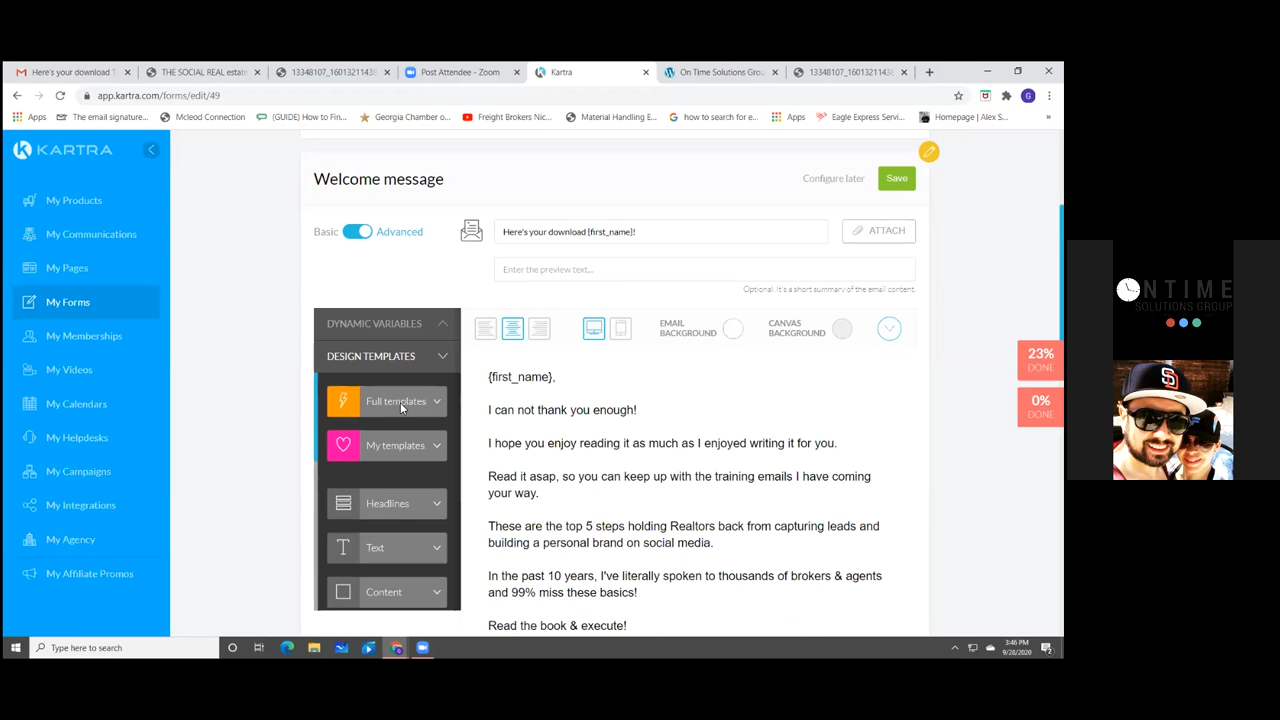 Here's your download
THE SOCIAL REAL estate
13348107_16013211438
Post Attendee - Zoom
Kartra
On Time Solutions Grou
13348107_16013211438
app.kartra.com/forms/edit/49
Apps
The email signature...
Mcleod Connection
(GUIDE) How to Fin...
Georgia Chamber o...
Freight Brokers Nic...
Material Handling E...
how to search for e...
Apps
Eagle Express Servi...
Homepage | Alex S...
KARTRA
My Products
My Communications
My Pages
My Forms
My Memberships
My Videos
My Calendars
My Helpdesks
My Campaigns
My Integrations
My Agency
My Affiliate Promos
Welcome message
Configure later
Save
Basic
Advanced
Here's your download {first_name}!
ATTACH
Enter the preview text...
Optional. It's a short summary of the email content.
DYNAMIC VARIABLES
DESIGN TEMPLATES
Full templates
My templates
Headlines
Text
Content
EMAIL
BACKGROUND
CANVAS
BACKGROUND
{first_name},
I can not thank you enough!
I hope you enjoy reading it as much as I enjoyed writing it for you.
Read it asap, so you can keep up with the training emails I have coming
your way.
These are the top 5 steps holding Realtors back from capturing leads and
building a personal brand on social media.
In the past 10 years, I've literally spoken to thousands of brokers & agents
and 99% miss these basics!
Read the book & execute!
23%
DONE
0%
DONE
Type here to search
3:46 PM
9/28/2020
ONTIME
SOLUTIONS GROUP
SD